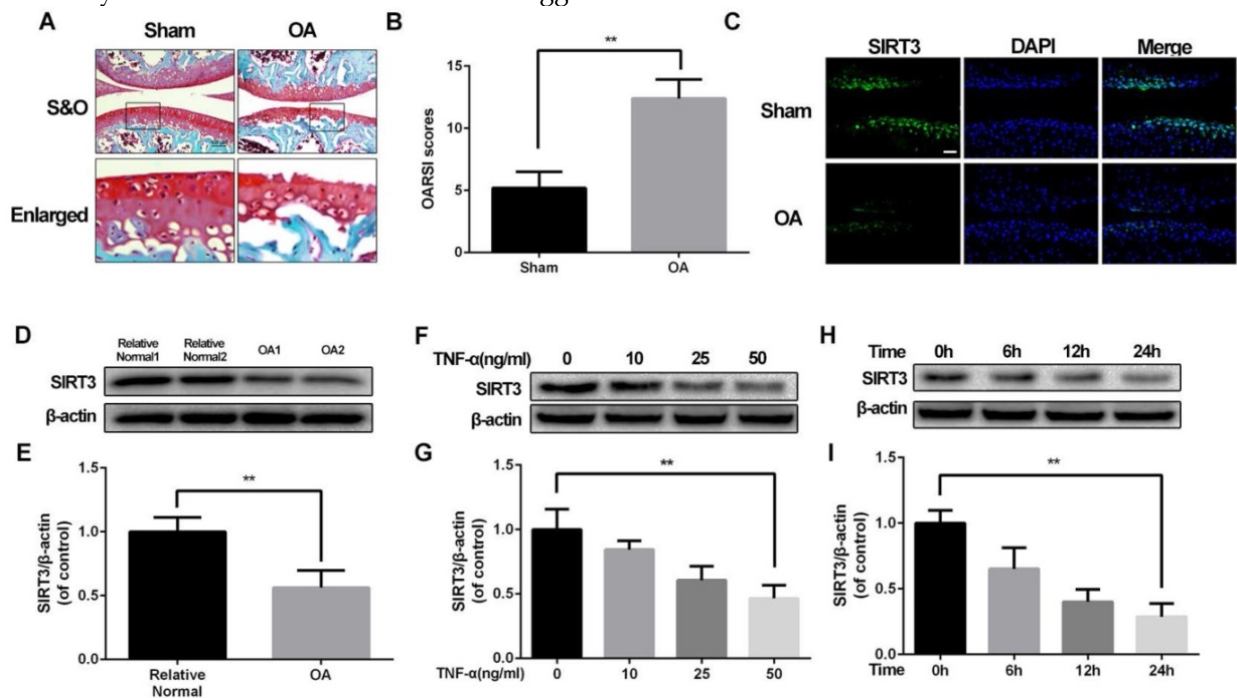 A
Sham
OA
S&O
Enlarged
B
**
OARSI scores
15
10
5
0
Sham
OA
C
SIRT3
DAPI
Merge
Sham
OA
D
Relative Normal1
Relative Normal2
OA1
OA2
SIRT3
β-actin
E
**
SIRT3/β-actin
(of control)
1.5
1.0
0.5
0.0
Relative
Normal
OA
F
TNF-α(ng/ml)
0
10
25
50
SIRT3
β-actin
G
**
SIRT3/β-actin
(of control)
1.5
1.0
0.5
0.0
TNF-α(ng/ml)
0
10
25
50
H
Time
0h
6h
12h
24h
SIRT3
β-actin
I
**
SIRT3/β-actin
(of control)
1.5
1.0
0.5
0.0
Time
0h
6h
12h
24h